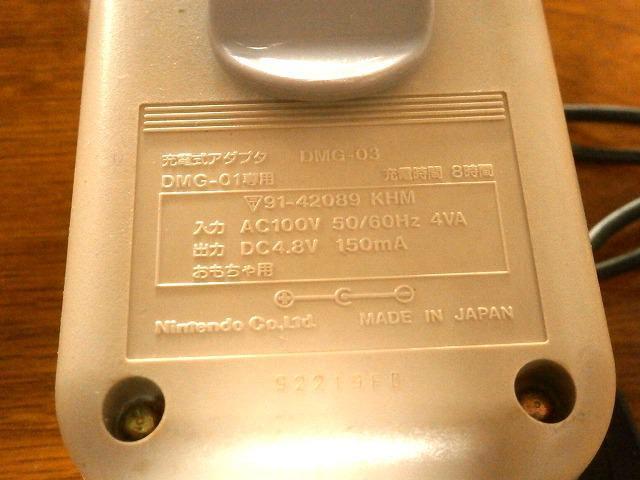 充電式アダプタ DMG-03
DMG-01専用 充電時間 8時間
▽91-42089 KHM
入力 AC100V 50/60Hz 4VA
出力 DC4.8V 150mA
おもちゃ用
Nintendo Co.,Ltd. MADE IN JAPAN